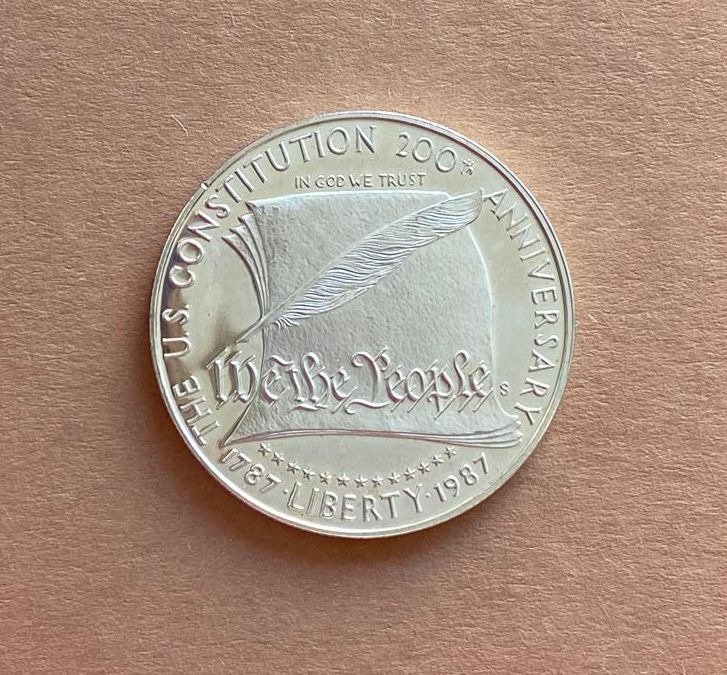 THE U.S. CONSTITUTION 200th ANNIVERSARY
IN GOD WE TRUST
We the People
S
1787 · LIBERTY · 1987